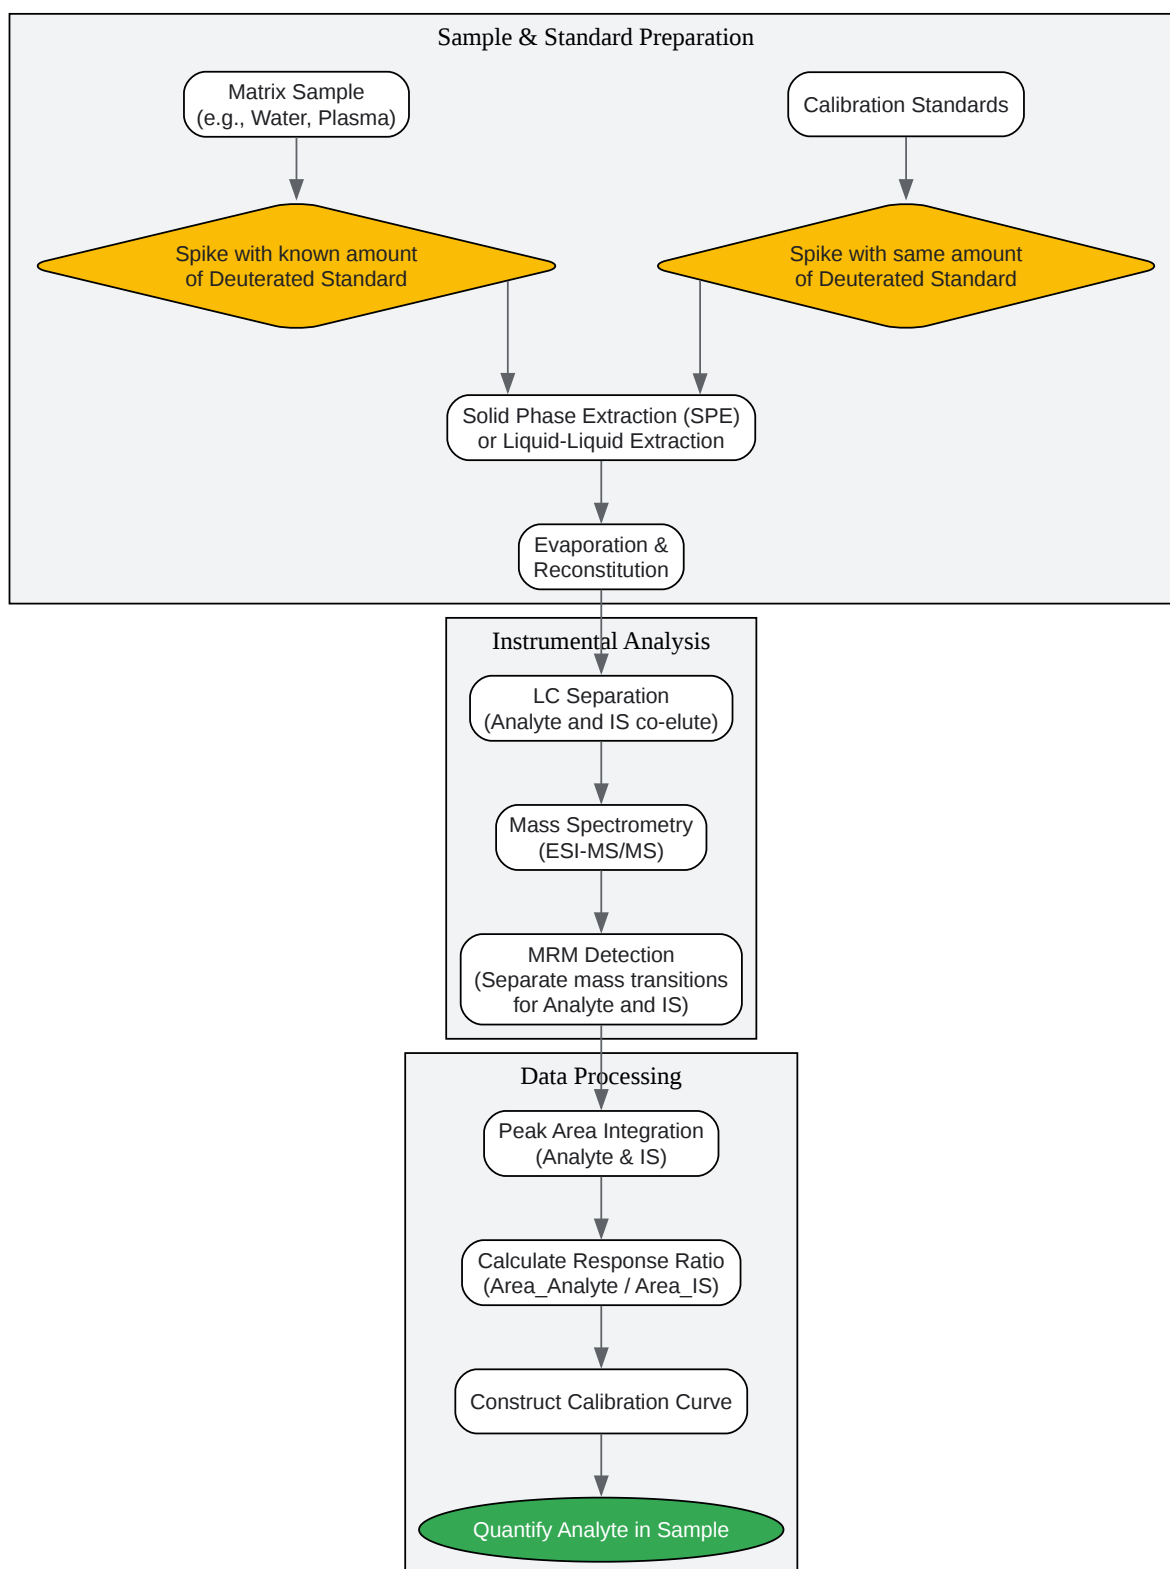 Sample & Standard Preparation
Matrix Sample
(e.g., Water, Plasma)
Calibration Standards
Spike with known amount
of Deuterated Standard
Spike with same amount
of Deuterated Standard
Solid Phase Extraction (SPE)
or Liquid-Liquid Extraction
Evaporation &
Reconstitution
Instrumental Analysis
LC Separation
(Analyte and IS co-elute)
Mass Spectrometry
(ESI-MS/MS)
MRM Detection
(Separate mass transitions
for Analyte and IS)
Data Processing
Peak Area Integration
(Analyte & IS)
Calculate Response Ratio
(Area_Analyte / Area_IS)
Construct Calibration Curve
Quantify Analyte in Sample